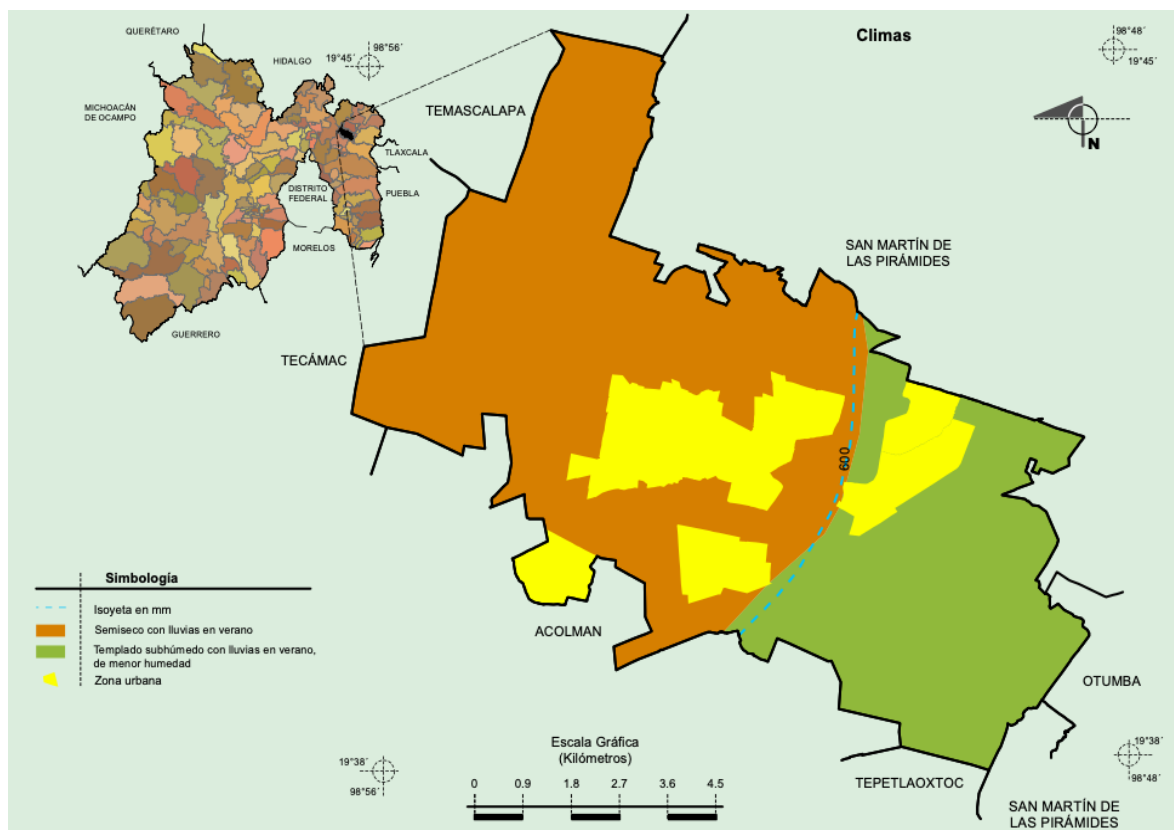 Climas
QUERÉTARO
98°56´
19°45´
HIDALGO
MICHOACÁN
DE OCAMPO
TLAXCALA
DISTRITO
FEDERAL
PUEBLA
MORELOS
GUERRERO
98°48´
19°45´
N
TEMASCALAPA
SAN MARTÍN DE
LAS PIRÁMIDES
TECÁMAC
600
ACOLMAN
OTUMBA
TEPETLAOXTOC
SAN MARTÍN DE
LAS PIRÁMIDES
Simbología
Isoyeta en mm
Semiseco con lluvias en verano
Templado subhúmedo con lluvias en verano,
de menor humedad
Zona urbana
19°38´
98°56´
Escala Gráfica
(Kilómetros)
0 0.9 1.8 2.7 3.6 4.5
19°38´
98°48´